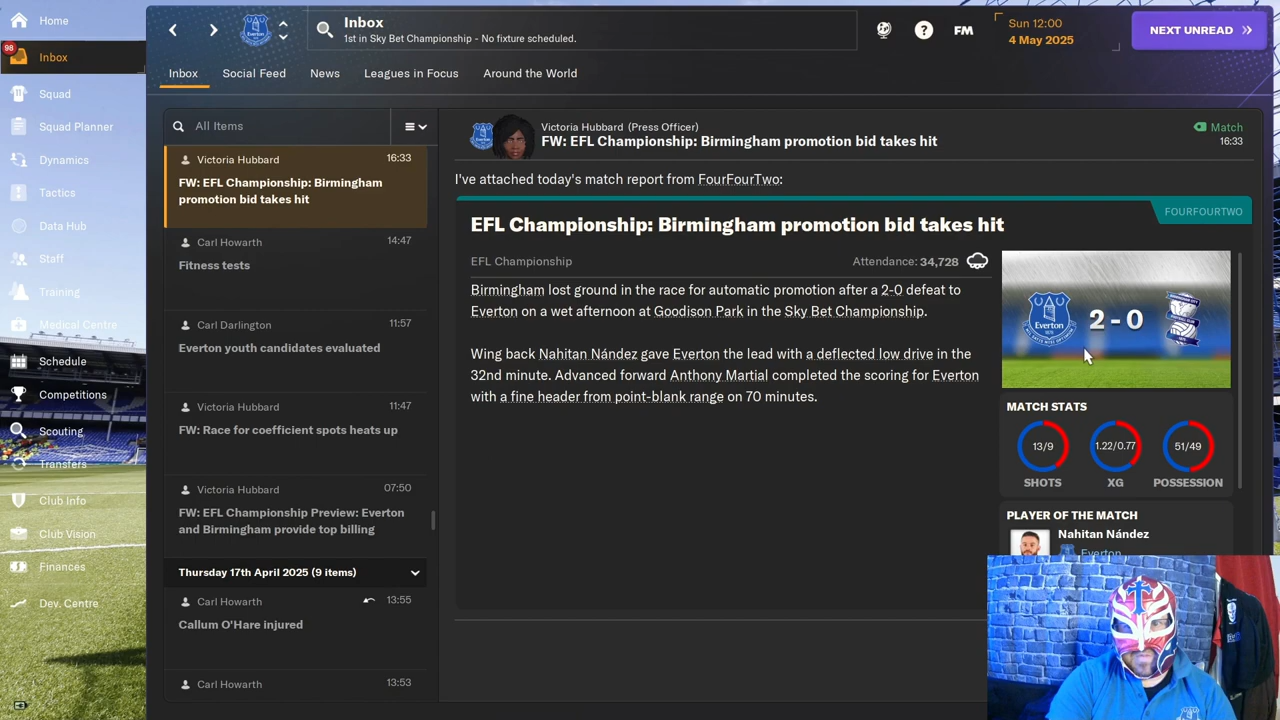 Home
98
Inbox
Squad
Squad Planner
Dynamics
Tactics
Data Hub
Staff
Training
Medical Centre
Schedule
Competitions
Scouting
Transfers
Club Info
Club Vision
Finances
Dev. Centre
Everton
Inbox
1st in Sky Bet Championship - No fixture scheduled.
?
FM
Sun 12:00
4 May 2025
NEXT UNREAD
Inbox
Social Feed
News
Leagues in Focus
Around the World
All Items
Victoria Hubbard
16:33
FW: EFL Championship: Birmingham
promotion bid takes hit
Carl Howarth
14:47
Fitness tests
Carl Darlington
11:57
Everton youth candidates evaluated
Victoria Hubbard
11:47
FW: Race for coefficient spots heats up
Victoria Hubbard
07:50
FW: EFL Championship Preview: Everton
and Birmingham provide top billing
Thursday 17th April 2025 (9 items)
Carl Howarth
13:55
Callum O'Hare injured
Carl Howarth
13:53
Victoria Hubbard (Press Officer)
FW: EFL Championship: Birmingham promotion bid takes hit
Match
16:33
I've attached today's match report from FourFourTwo:
FOURFOURTWO
EFL Championship: Birmingham promotion bid takes hit
EFL Championship
Attendance: 34,728
Birmingham lost ground in the race for automatic promotion after a 2-0 defeat to
Everton on a wet afternoon at Goodison Park in the Sky Bet Championship.
Wing back Nahitan Nández gave Everton the lead with a deflected low drive in the
32nd minute. Advanced forward Anthony Martial completed the scoring for Everton
with a fine header from point-blank range on 70 minutes.
Everton
2 - 0
MATCH STATS
13/9
1.22/0.77
51/49
SHOTS
XG
POSSESSION
PLAYER OF THE MATCH
Nahitan Nández
Everton